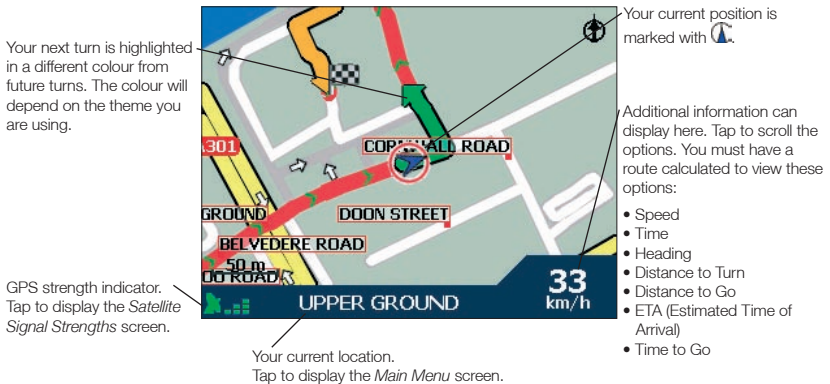 Your next turn is highlighted
in a different colour from
future turns. The colour will
depend on the theme you
are using.
GPS strength indicator.
Tap to display the Satellite
Signal Strengths screen.
301
CORNWALL ROAD
GROUND
DOON STREET
BELVEDERE ROAD
50 m
OO ROAD
UPPER GROUND
33
km/h
Your current location.
Tap to display the Main Menu screen.
Your current position is
marked with .
Additional information can
display here. Tap to scroll the
options. You must have a
route calculated to view these
options:
• Speed
• Time
• Heading
• Distance to Turn
• Distance to Go
• ETA (Estimated Time of
Arrival)
• Time to Go